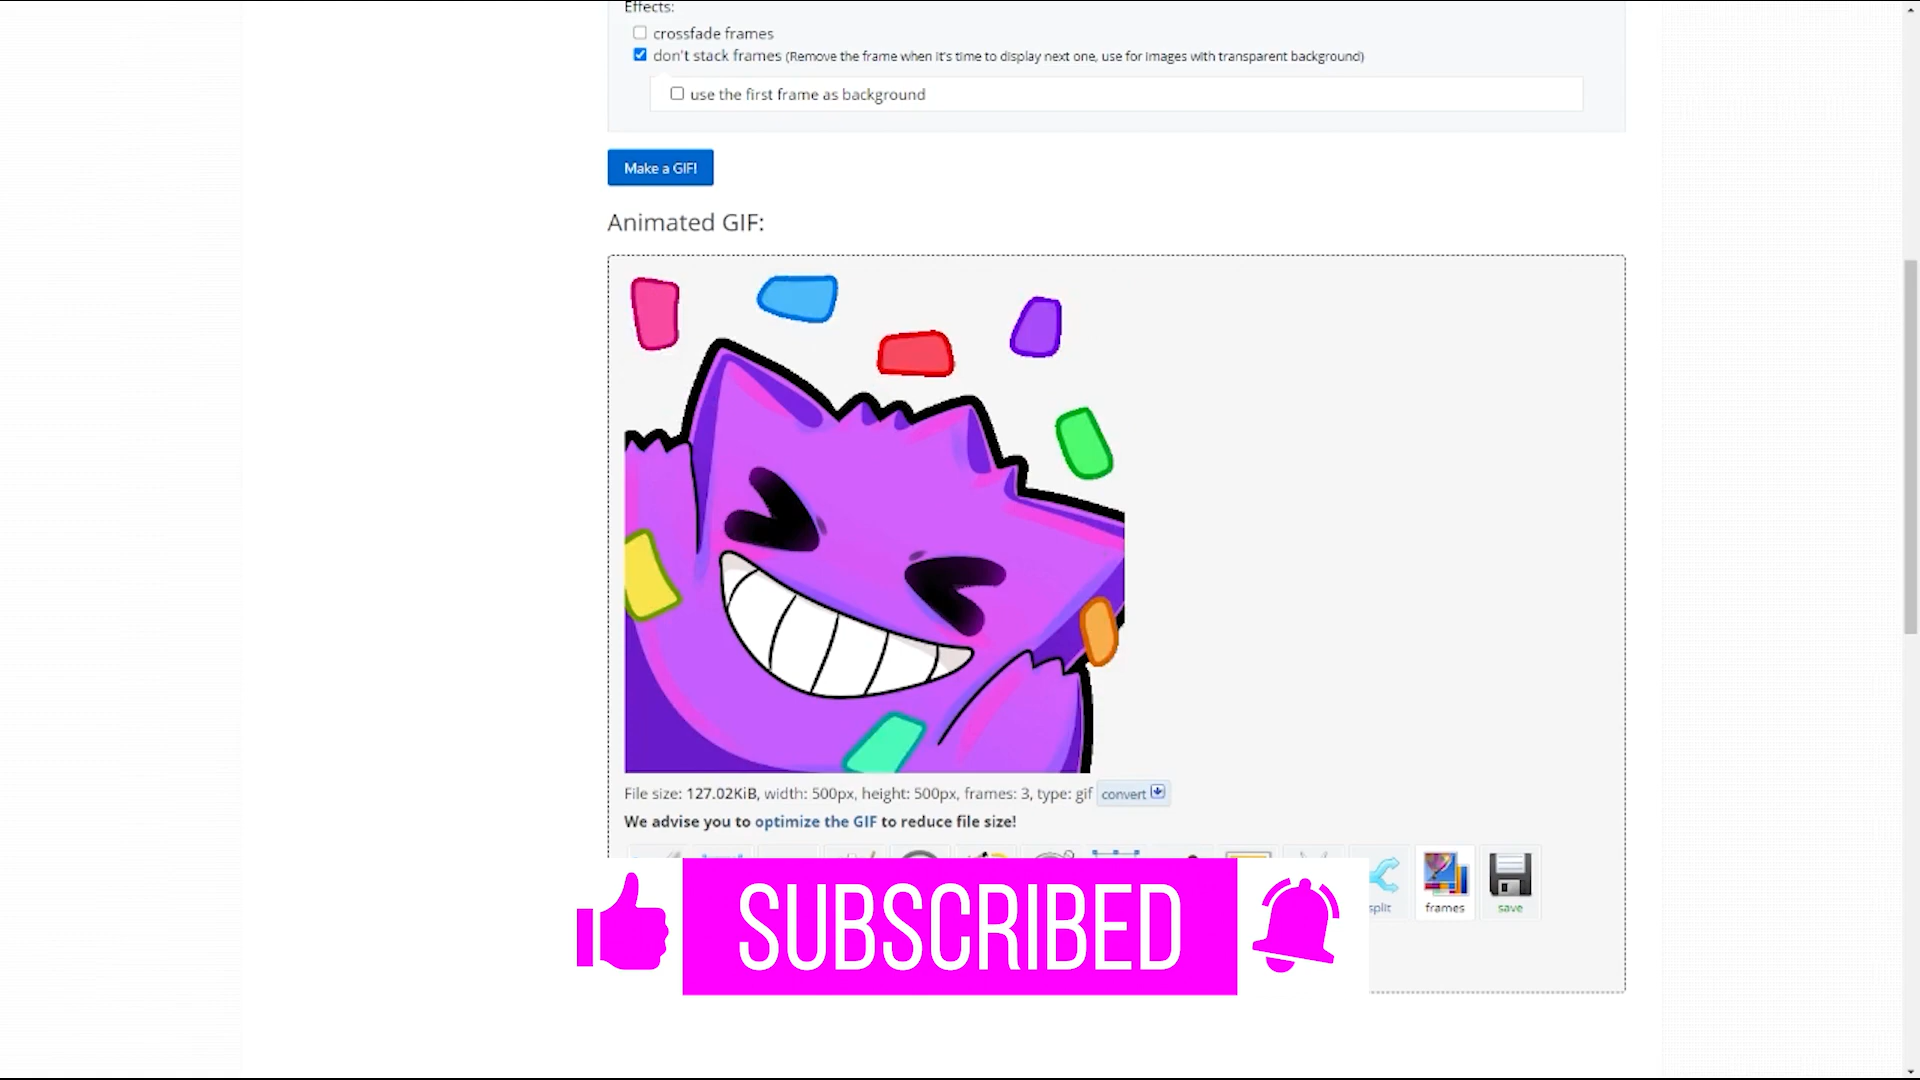 Effects:
crossfade frames
don't stack frames (Remove the frame when it's time to display next one, use for images with transparent background)
use the first frame as background
Make a GIF!
Animated GIF:
File size: 127.02KiB, width: 500px, height: 500px, frames: 3, type: gif convert
We advise you to optimize the GIF to reduce file size!
split frames save
SUBSCRIBED